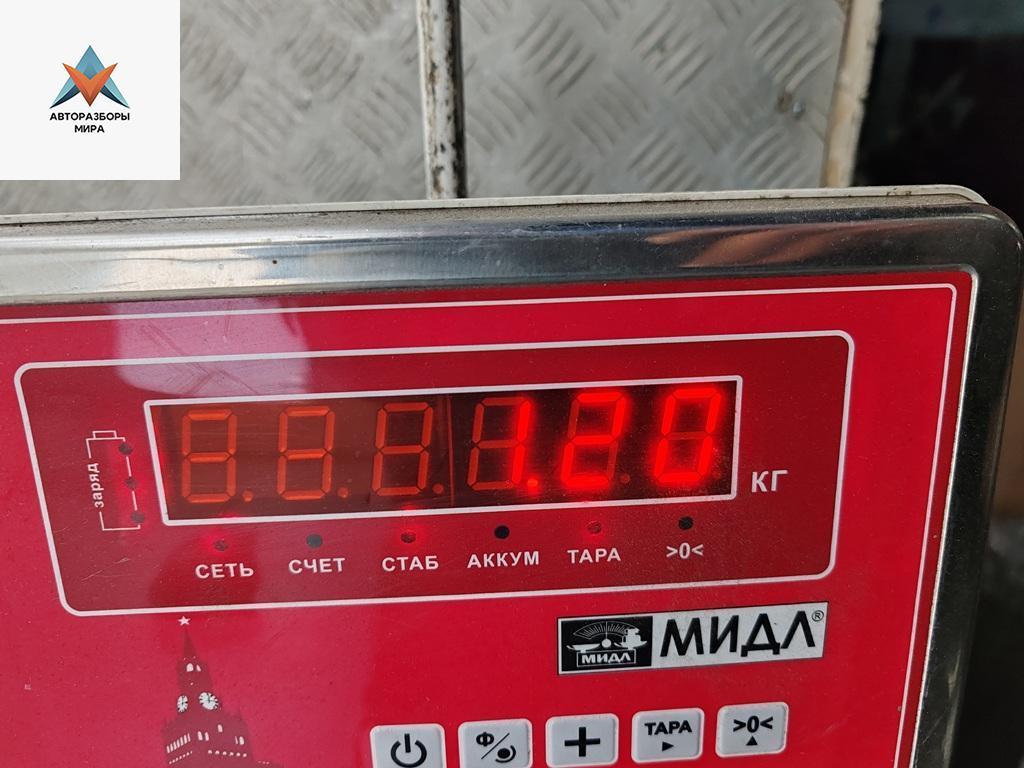 АВТОРАЗБОРЫ
МИРА
1.20
КГ
заряд
СЕТЬ СЧЕТ СТАБ АККУМ ТАРА >0<
МИДЛ МИДЛ®
Ф + ТАРА >0<